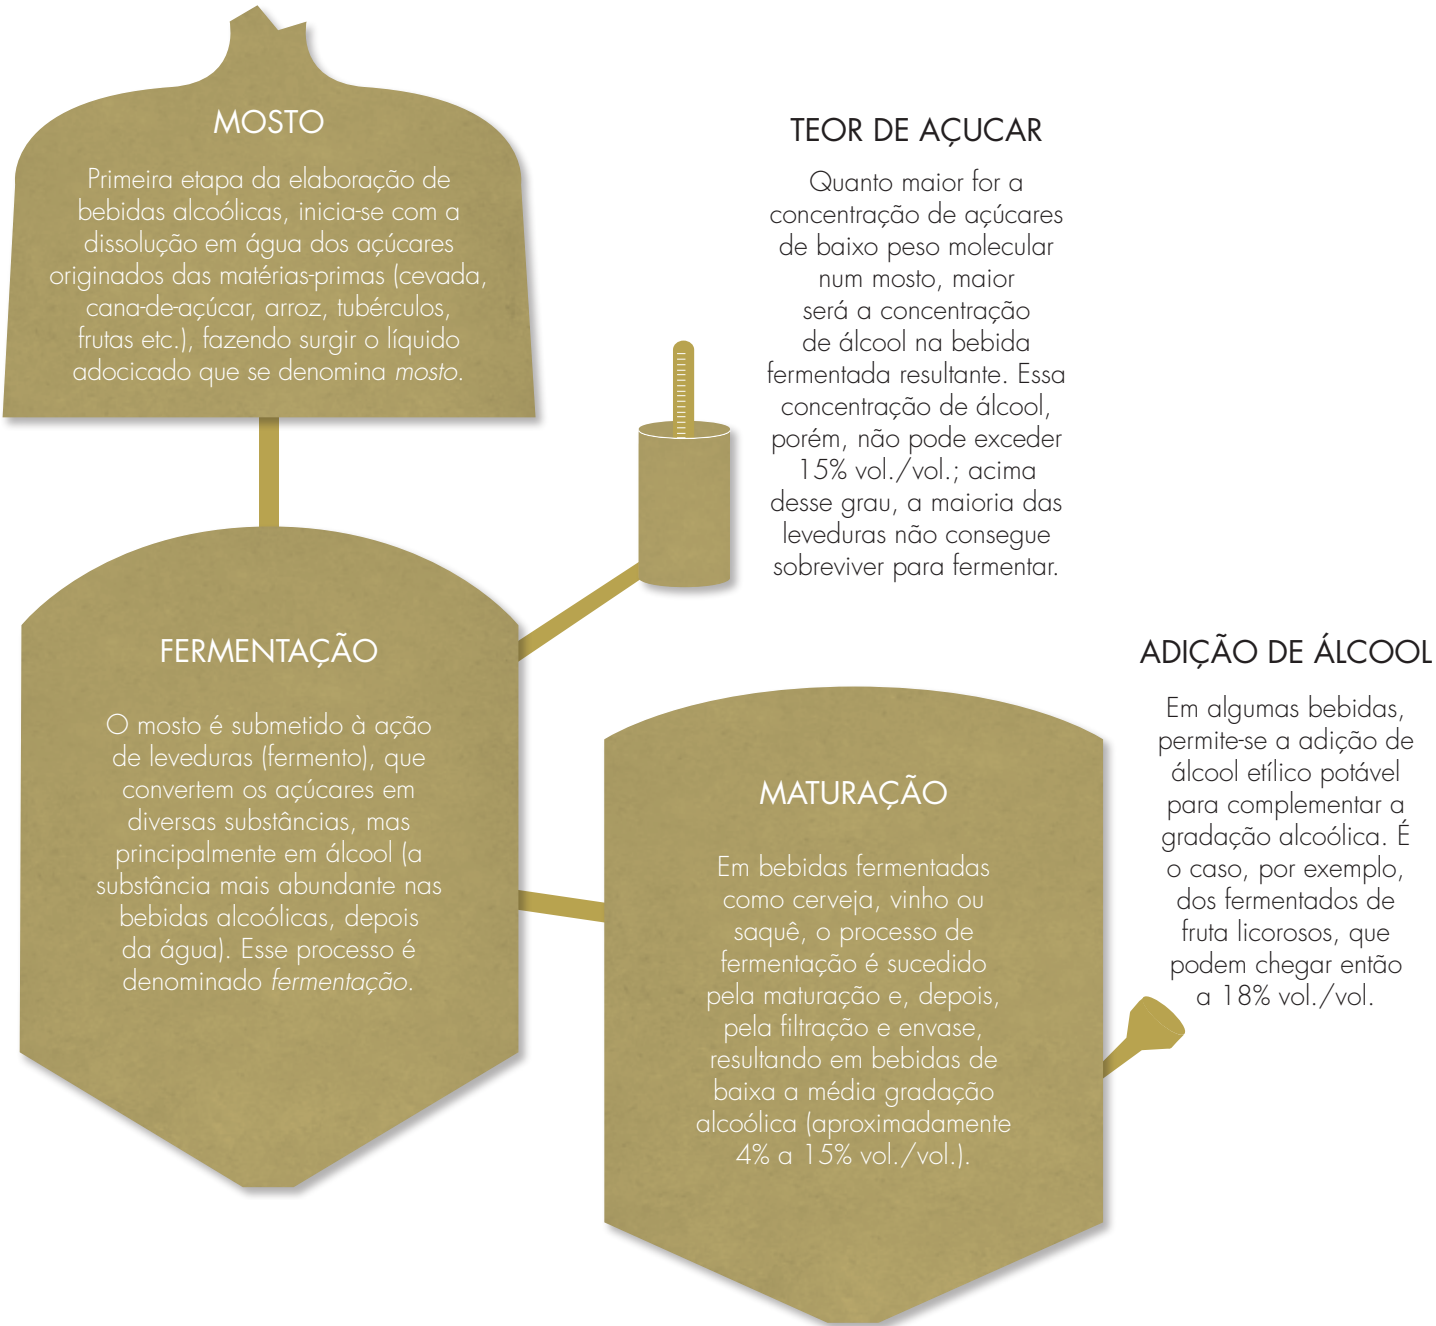 MOSTO
Primeira etapa da elaboração de
bebidas alcoólicas, inicia-se com a
dissolução em água dos açúcares
originados das matérias-primas (cevada,
cana-de-açúcar, arroz, tubérculos,
frutas etc.), fazendo surgir o líquido
adocicado que se denomina mosto.
TEOR DE AÇUCAR
Quanto maior for a
concentração de açúcares
de baixo peso molecular
num mosto, maior
será a concentração
de álcool na bebida
fermentada resultante. Essa
concentração de álcool,
porém, não pode exceder
15% vol./vol.; acima
desse grau, a maioria das
leveduras não consegue
sobreviver para fermentar.
FERMENTAÇÃO
O mosto é submetido à ação
de leveduras (fermento), que
convertem os açúcares em
diversas substâncias, mas
principalmente em álcool (a
substância mais abundante nas
bebidas alcoólicas, depois
da água). Esse processo é
denominado fermentação.
MATURAÇÃO
Em bebidas fermentadas
como cerveja, vinho ou
saquê, o processo de
fermentação é sucedido
pela maturação e, depois,
pela filtração e envase,
resultando em bebidas de
baixa a média gradação
alcoólica (aproximadamente
4% a 15% vol./vol.).
ADIÇÃO DE ÁLCOOL
Em algumas bebidas,
permite-se a adição de
álcool etílico potável
para complementar a
gradação alcoólica. É
o caso, por exemplo,
dos fermentados de
fruta licorosos, que
podem chegar então
a 18% vol./vol.